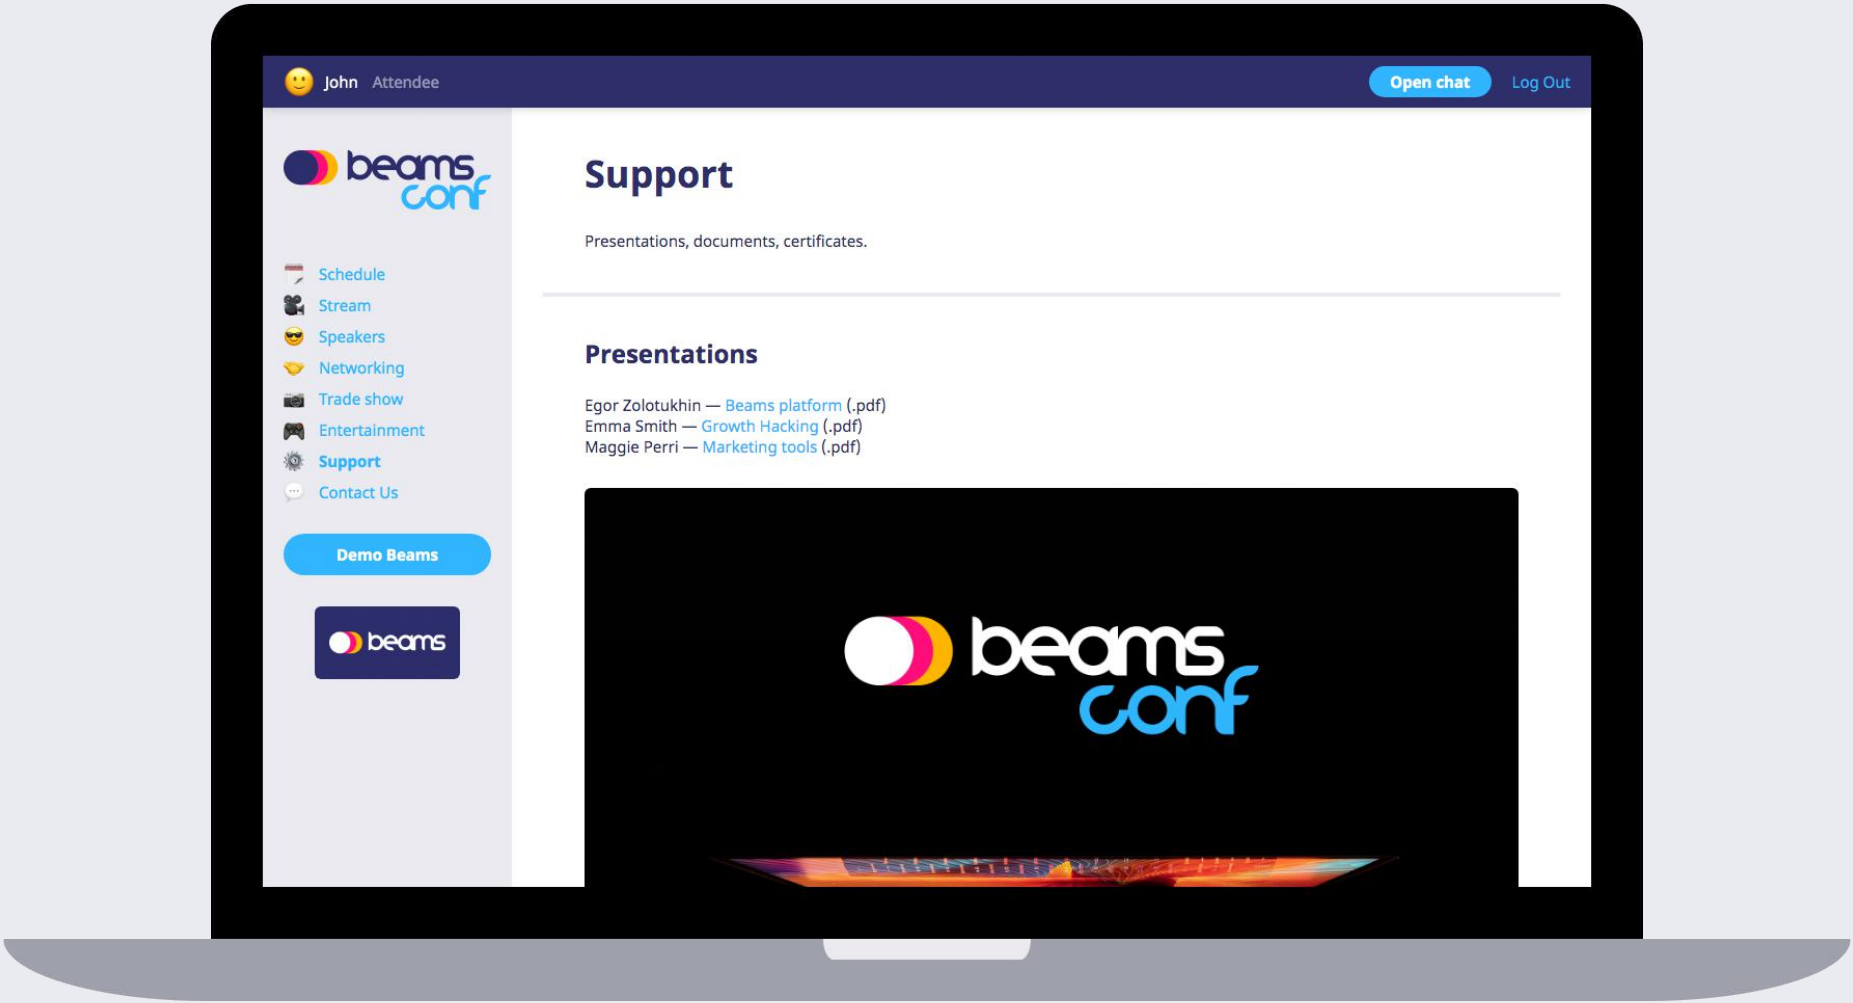 John Attendee
Open chat Log Out
beams
conf
Schedule
Stream
Speakers
Networking
Trade show
Entertainment
Support
Contact Us
Demo Beams
beams
Support
Presentations, documents, certificates.
Presentations
Egor Zolotukhin — Beams platform (.pdf)
Emma Smith — Growth Hacking (.pdf)
Maggie Perri — Marketing tools (.pdf)
beams
conf